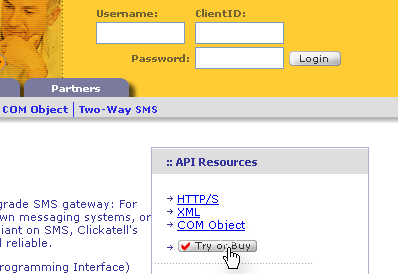 Username: ClientID:
Password: Login
Partners
COM Object Two-Way SMS
:: API Resources
HTTP/S
XML
COM Object
Try or Buy
grade SMS gateway: For
own messaging systems, or
iant on SMS, Clickatell's
reliable.
rogramming Interface)